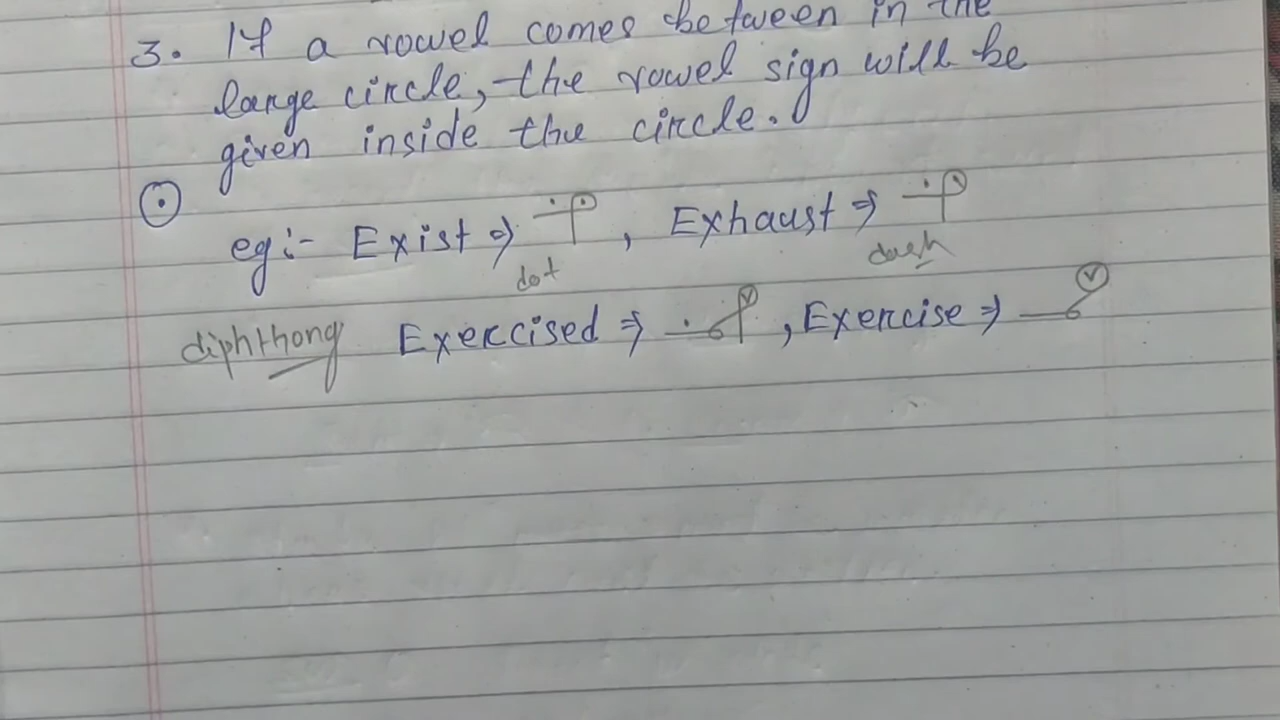 3. If a vowel comes between in the
large circle, the vowel sign will be
given inside the circle.
eg:- Exist ⇒ , Exhaust ⇒
dot dash
diphthong Exercised ⇒ , Exercise ⇒